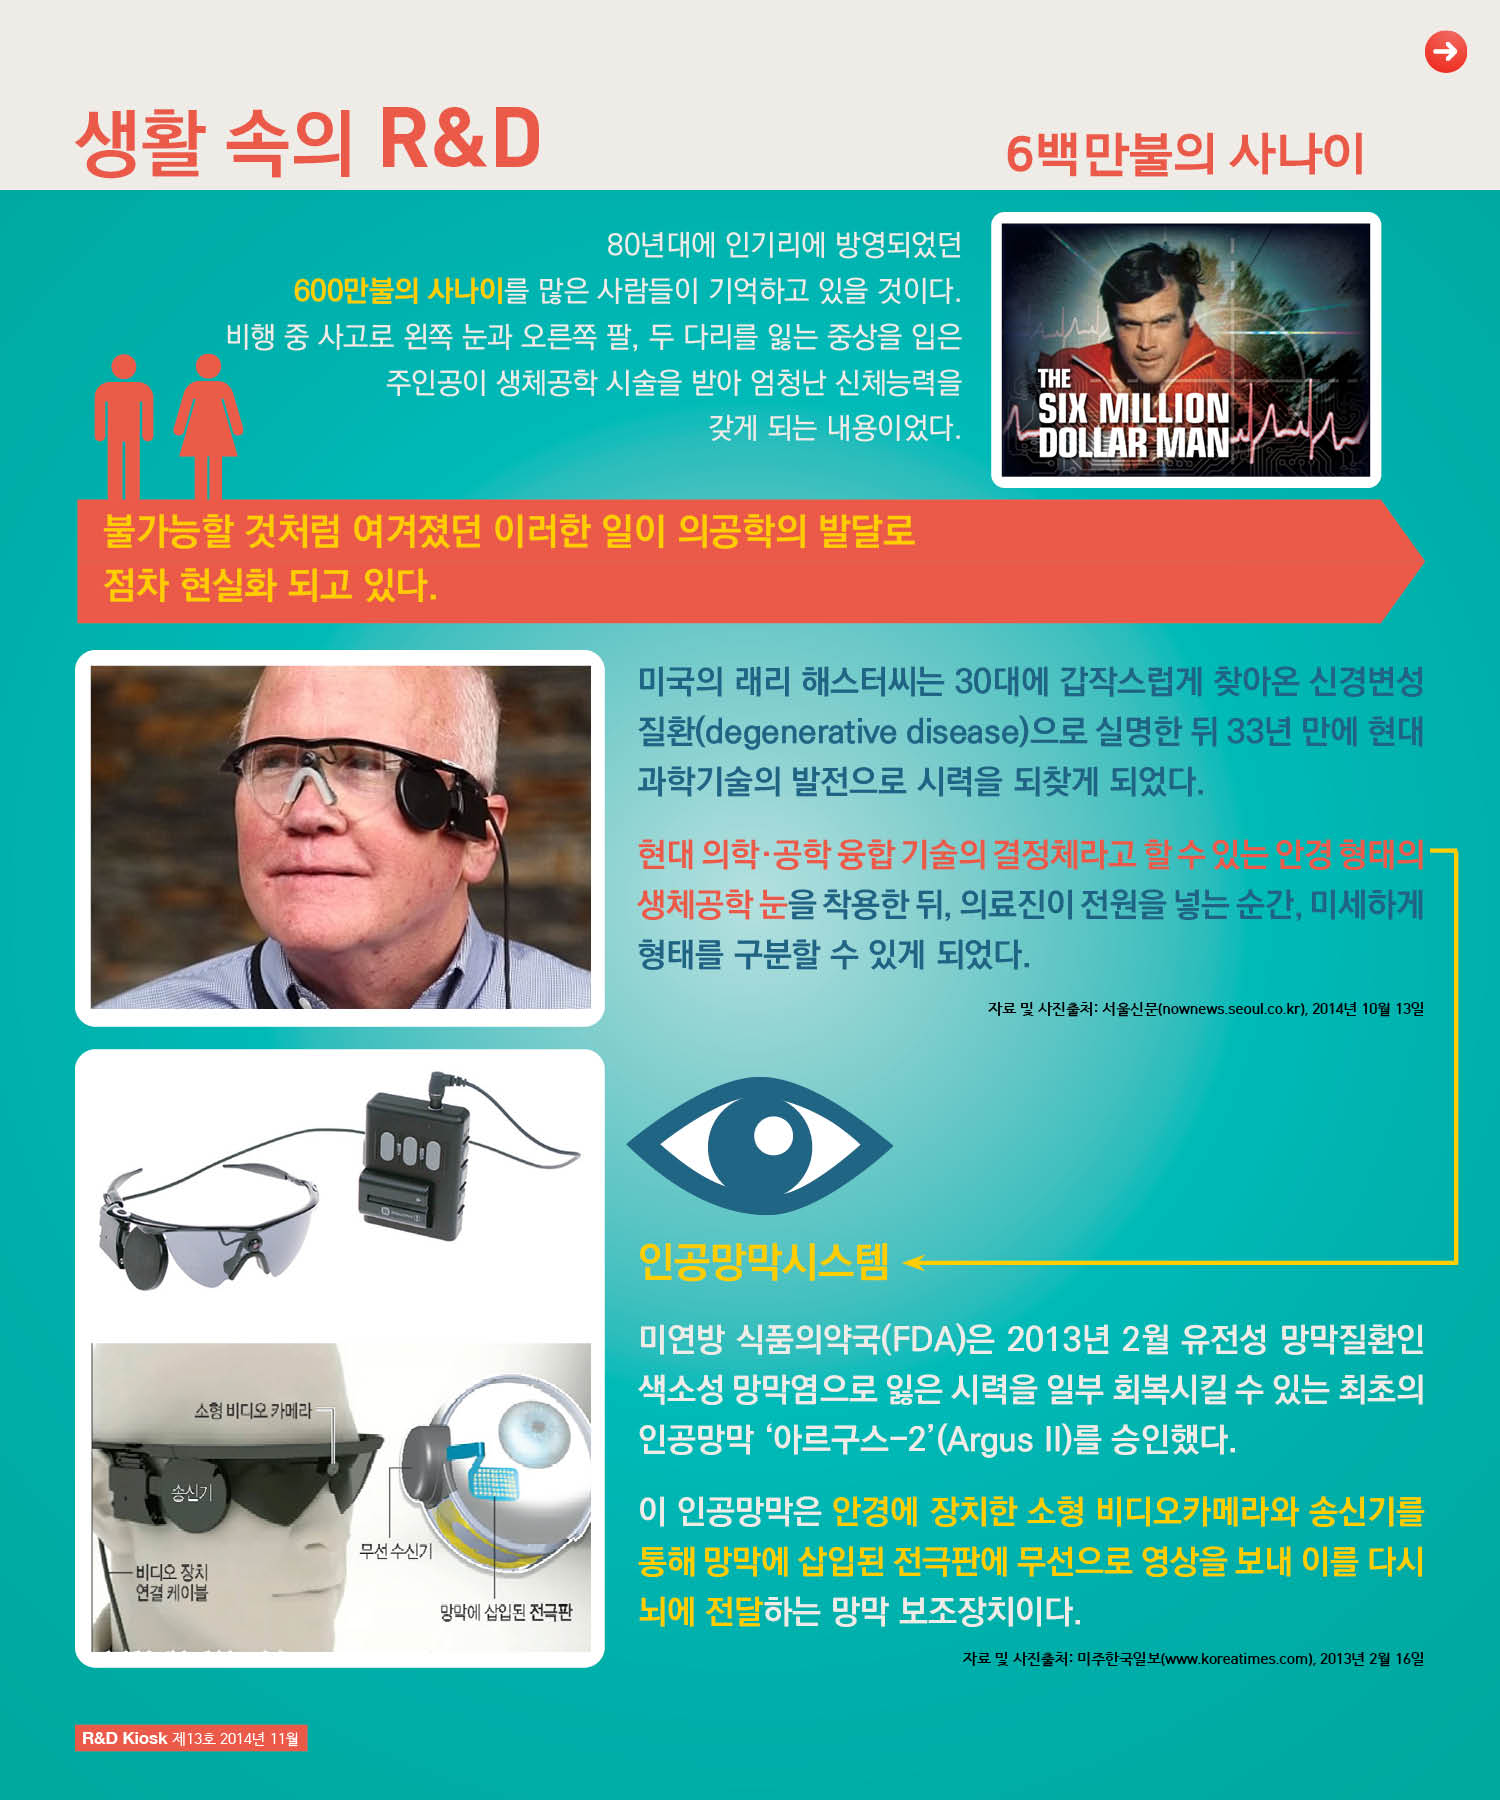 생활 속의 R&D
6백만불의 사나이
80년대에 인기리에 방영되었던
600만불의 사나이를 많은 사람들이 기억하고 있을 것이다.
비행 중 사고로 왼쪽 눈과 오른쪽 팔, 두 다리를 잃는 중상을 입은
주인공이 생체공학 시술을 받아 엄청난 신체능력을
갖게 되는 내용이었다.
THE
SIX MILLION
DOLLAR MAN
불가능할 것처럼 여겨졌던 이러한 일이 의공학의 발달로
점차 현실화 되고 있다.
미국의 래리 해스터씨는 30대에 갑작스럽게 찾아온 신경변성
질환(degenerative disease)으로 실명한 뒤 33년 만에 현대
과학기술의 발전으로 시력을 되찾게 되었다.
현대 의학·공학 융합 기술의 결정체라고 할 수 있는 안경 형태의
생체공학 눈을 착용한 뒤, 의료진이 전원을 넣는 순간, 미세하게
형태를 구분할 수 있게 되었다.
자료 및 사진출처: 서울신문(nownews.seoul.co.kr), 2014년 10월 13일
인공망막시스템
미연방 식품의약국(FDA)은 2013년 2월 유전성 망막질환인
색소성 망막염으로 잃은 시력을 일부 회복시킬 수 있는 최초의
인공망막 ‘아르구스-2’(Argus II)를 승인했다.
이 인공망막은 안경에 장치한 소형 비디오카메라와 송신기를
통해 망막에 삽입된 전극판에 무선으로 영상을 보내 이를 다시
뇌에 전달하는 망막 보조장치이다.
자료 및 사진출처: 미주한국일보(www.koreatimes.com), 2013년 2월 16일
소형 비디오 카메라
송신기
무선 수신기
비디오 장치
연결 케이블
망막에 삽입된 전극판
R&D Kiosk 제13호 2014년 11월